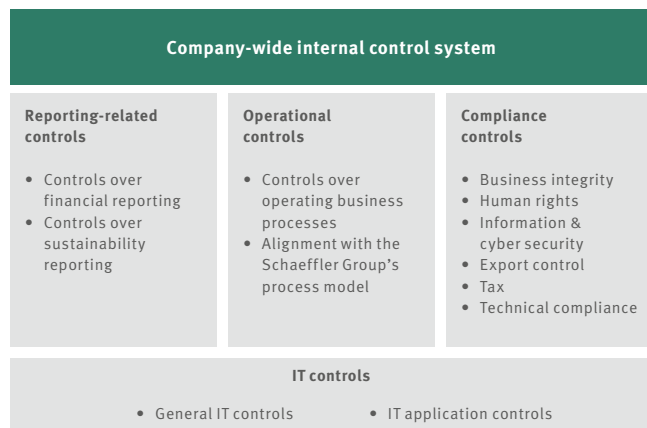 Company-wide internal control system
Reporting-related
controls
• Controls over
financial reporting
• Controls over
sustainability
reporting
Operational
controls
• Controls over
operating business
processes
• Alignment with the
Schaeffler Group’s
process model
Compliance
controls
• Business integrity
• Human rights
• Information &
cyber security
• Export control
• Tax
• Technical compliance
IT controls
• General IT controls
• IT application controls